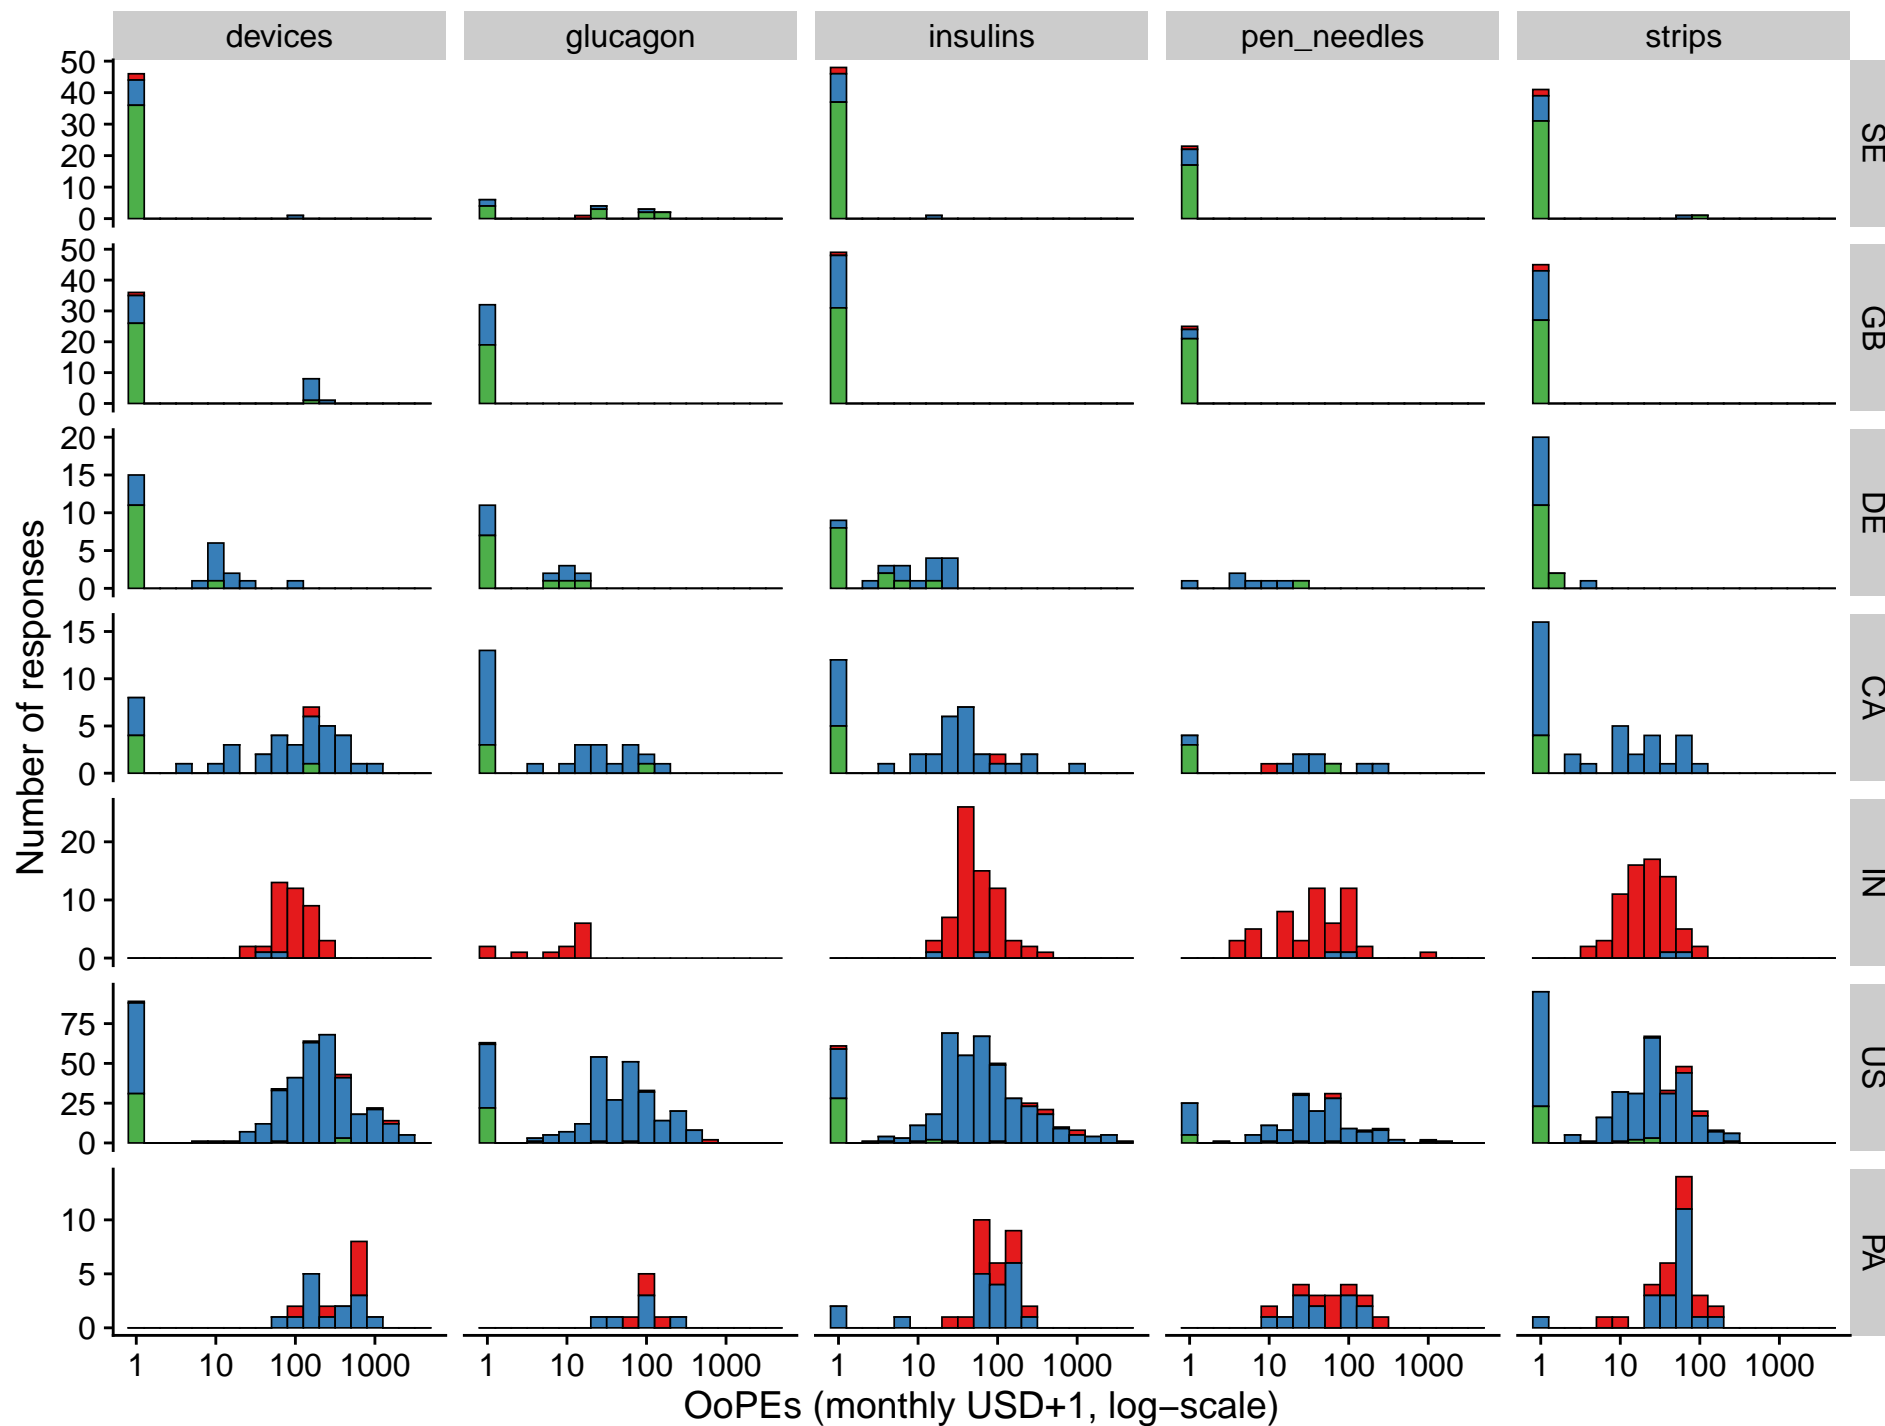 devices glucagon insulins pen_needles strips
50
40
30
20
10
0
SE
50
40
30
20
10
0
GB
20
15
10
5
0
DE
15
10
5
0
CA
20
10
0
IN
75
50
25
0
US
10
5
0
PA
Number of responses
1 10 100 1000 1 10 100 1000 1 10 100 1000 1 10 100 1000 1 10 100 1000
OoPEs (monthly USD+1, log−scale)